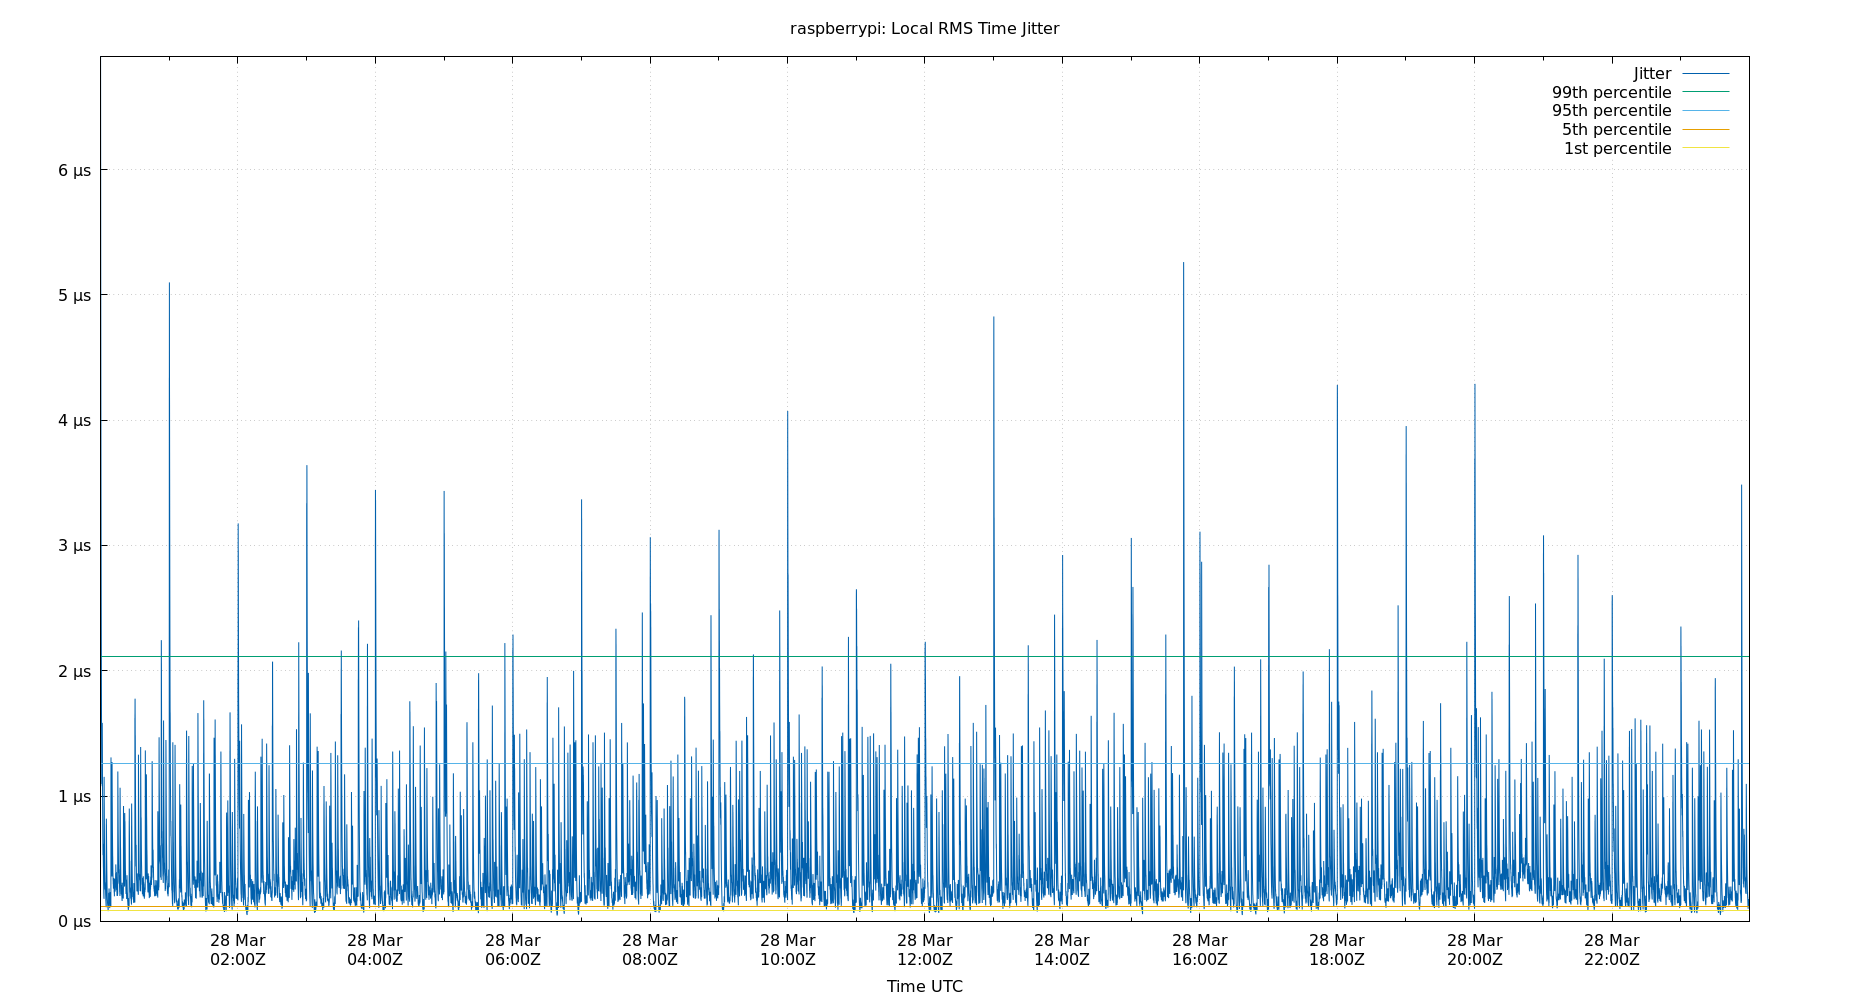 raspberrypi: Local RMS Time Jitter
Jitter
99th percentile
95th percentile
5th percentile
1st percentile
6 µs
5 µs
4 µs
3 µs
2 µs
1 µs
0 µs
28 Mar 28 Mar 28 Mar 28 Mar 28 Mar 28 Mar 28 Mar 28 Mar 28 Mar 28 Mar 28 Mar
02:00Z 04:00Z 06:00Z 08:00Z 10:00Z 12:00Z 14:00Z 16:00Z 18:00Z 20:00Z 22:00Z
Time UTC